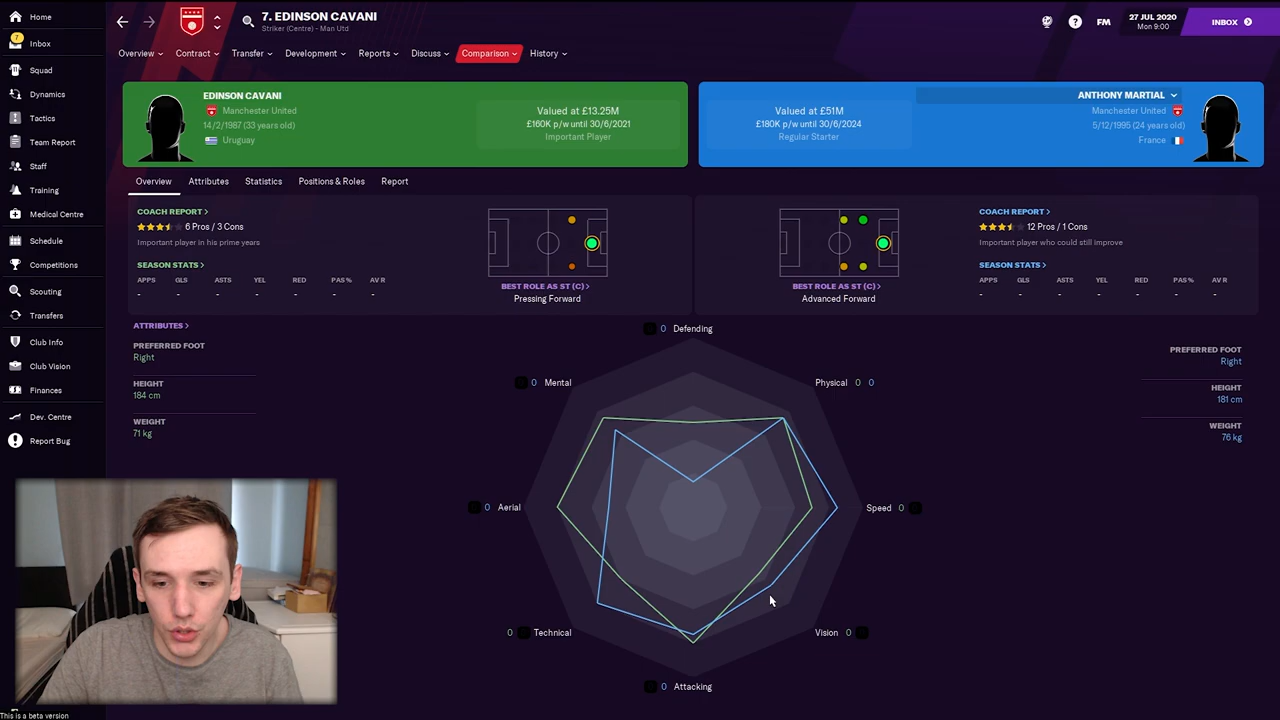 Home
7
Inbox
Squad
Dynamics
Tactics
Team Report
Staff
Training
Medical Centre
Schedule
Competitions
Scouting
Transfers
Club Info
Club Vision
Finances
Dev. Centre
Report Bug
This is a beta version
7. EDINSON CAVANI
Striker (Centre) - Man Utd
? FM 27 JUL 2020
Mon 9:00
INBOX
Overview Contract Transfer Development Reports Discuss Comparison History
EDINSON CAVANI
Manchester United
14/2/1987 (33 years old)
Uruguay
Valued at £13.25M
£160K p/w until 30/6/2021
Important Player
Valued at £51M
£180K p/w until 30/6/2024
Regular Starter
ANTHONY MARTIAL
Manchester United
5/12/1995 (24 years old)
France
Overview Attributes Statistics Positions & Roles Report
COACH REPORT >
6 Pros / 3 Cons
Important player in his prime years
SEASON STATS >
APPS GLS ASTS YEL RED PAS% AV R
- - - - - - -
BEST ROLE AS ST (C) >
Pressing Forward
BEST ROLE AS ST (C) >
Advanced Forward
COACH REPORT >
12 Pros / 1 Cons
Important player who could still improve
SEASON STATS >
APPS GLS ASTS YEL RED PAS% AV R
- - - - - - -
ATTRIBUTES >
PREFERRED FOOT
Right
HEIGHT
184 cm
WEIGHT
71 kg
0 Defending
0 Mental
Physical 0 0
0 Aerial
Speed 0
0 Technical
Vision 0
0 Attacking
PREFERRED FOOT
Right
HEIGHT
181 cm
WEIGHT
76 kg